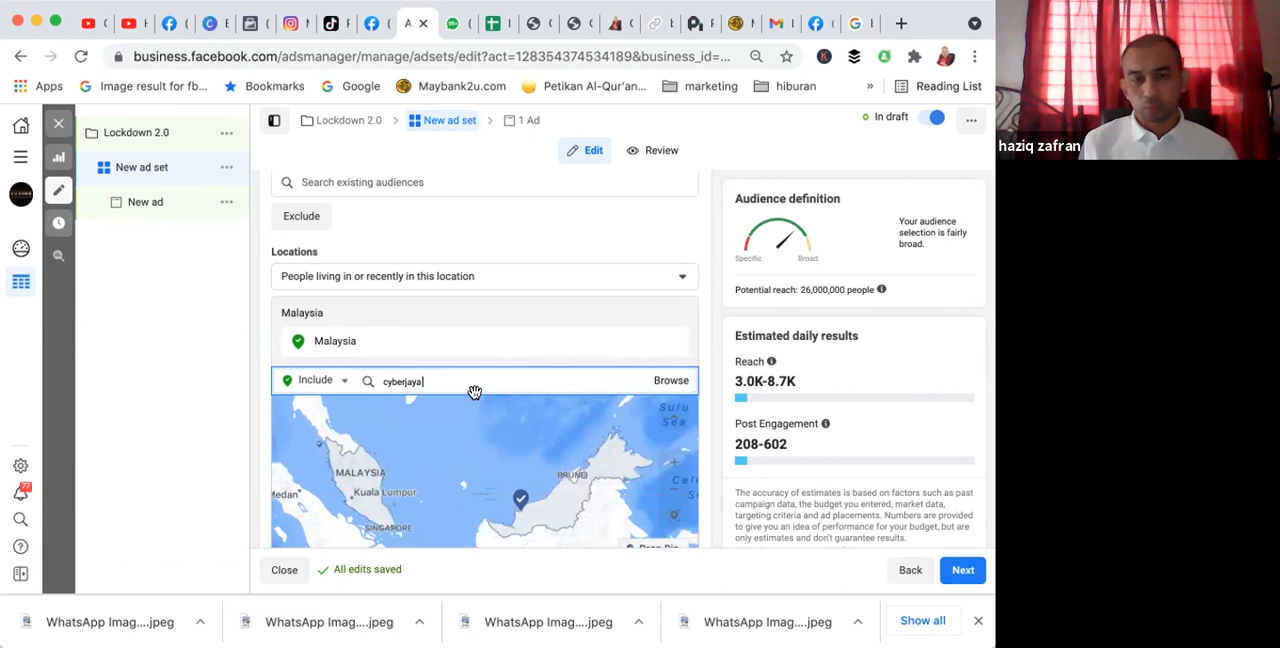 business.facebook.com/adsmanager/manage/adsets/edit?act=128354374534189&business_id=...
Apps
Image result for fb...
Bookmarks
Google
Maybank2u.com
Petikan Al-Qur'an...
marketing
hiburan
»
Reading List
haziq zafran
Lockdown 2.0
New ad set
New ad
Lockdown 2.0 > New ad set > 1 Ad
In draft
Edit
Review
Search existing audiences
Exclude
Locations
People living in or recently in this location
Malaysia
Malaysia
Include
cyberjaya
Browse
Sulu
Sea
MALAYSIA
Kuala Lumpur
Medan
BRUNEI
SINGAPORE
Audience definition
Specific
Broad
Your audience
selection is fairly
broad.
Potential reach: 26,000,000 people
Estimated daily results
Reach
3.0K-8.7K
Post Engagement
208-602
The accuracy of estimates is based on factors such as past
campaign data, the budget you entered, market data,
targeting criteria and ad placements. Numbers are provided
to give you an idea of performance for your budget, but are
only estimates and don't guarantee results.
77
Close
All edits saved
Back
Next
WhatsApp Imag....jpeg
WhatsApp Imag....jpeg
WhatsApp Imag....jpeg
WhatsApp Imag....jpeg
Show all